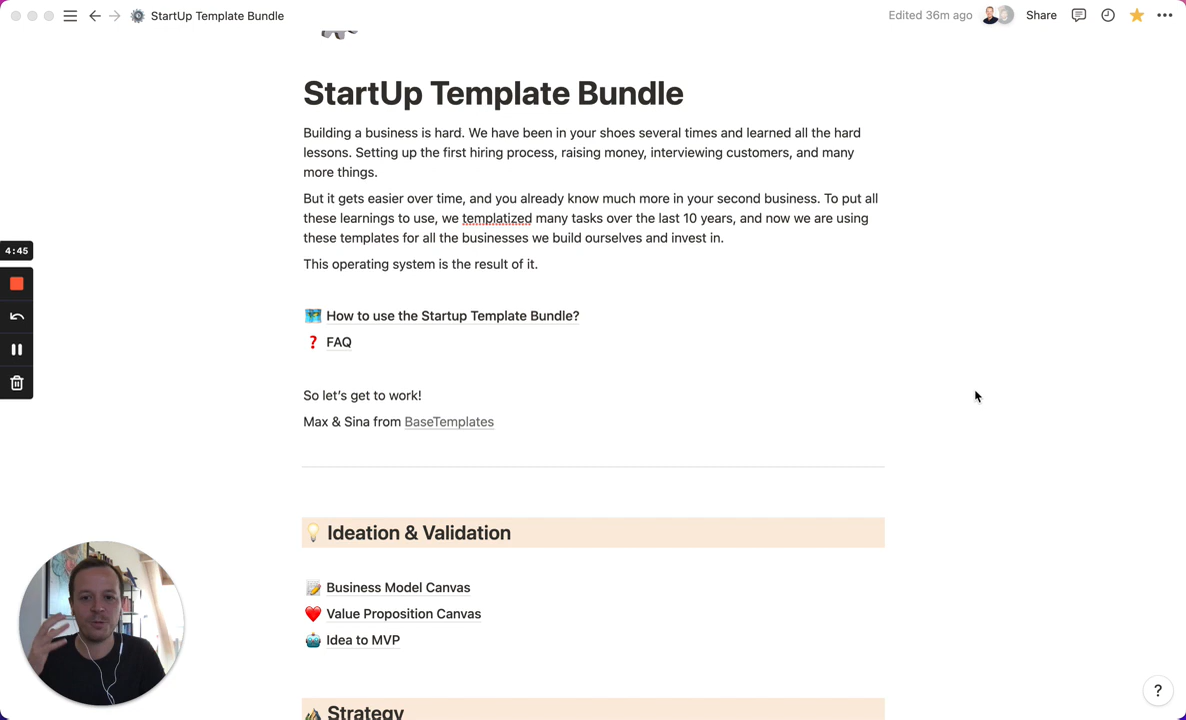 StartUp Template Bundle
Edited 36m ago
Share
StartUp Template Bundle
Building a business is hard. We have been in your shoes several times and learned all the hard
lessons. Setting up the first hiring process, raising money, interviewing customers, and many
more things.
But it gets easier over time, and you already know much more in your second business. To put all
these learnings to use, we templatized many tasks over the last 10 years, and now we are using
these templates for all the businesses we build ourselves and invest in.
This operating system is the result of it.
4:45
How to use the Startup Template Bundle?
FAQ
So let’s get to work!
Max & Sina from BaseTemplates
Ideation & Validation
Business Model Canvas
Value Proposition Canvas
Idea to MVP
Strategy
?